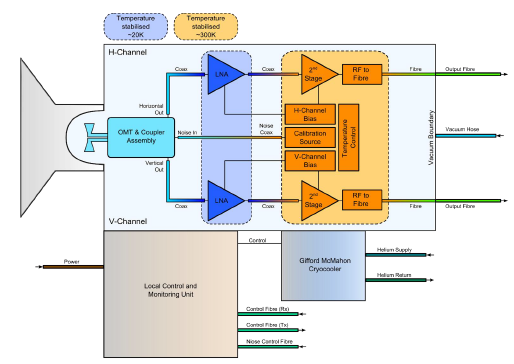 Temperature
stabilised
~20K
Temperature
stabilised
~300K
H-Channel
Coax
LNA
Coax
2nd
Stage
RF to
Fibre
Fibre
Output Fibre
Horizontal
Out
H-Channel
Bias
OMT & Coupler
Assembly
Noise In
Noise
Coax
Calibration
Source
Temperature
Control
Vacuum Boundary
Vacuum Hose
V-Channel
Bias
Vertical
Out
Coax
LNA
Coax
2nd
Stage
RF to
Fibre
Fibre
Output Fibre
V-Channel
Control
Gifford McMahon
Cryocooler
Helium Supply
Helium Return
Power
Local Control and
Monitoring Unit
Control Fibre (Rx)
Control Fibre (Tx)
Niose Control Fibre